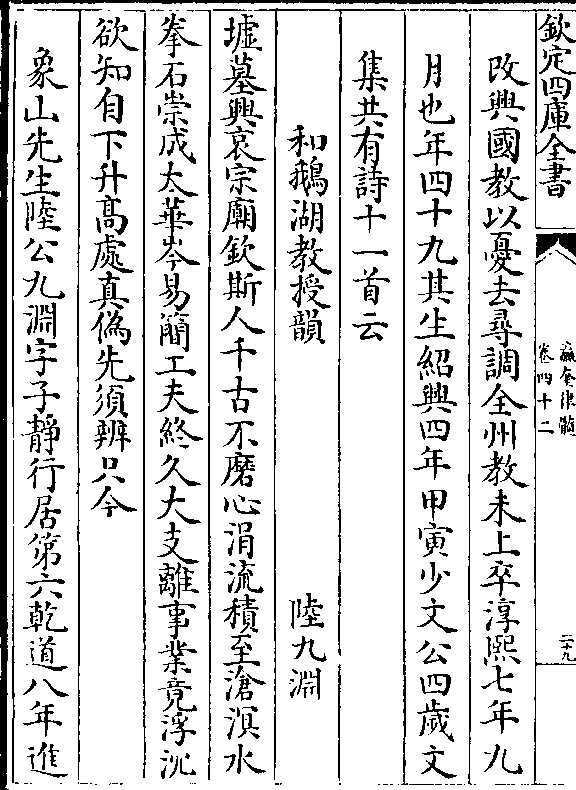 欽定四庫全書
瀛奎律髓
卷四十二
二十九
改興國教以憂去尋調全州教未上卒淳熙七年九
月也年四十九其生紹興四年甲寅少文公四歲文
集共有詩十一首云
和鵝湖教授韻
陸九淵
墟墓興哀宗廟欽斯人千古不磨心涓流積至滄溟水
拳石崇成太華岑易簡工夫終久大支離事業竟浮沉
欲知自下升髙處真偽先須辨只今
象山先生陸公九淵字子靜行居第六乾道八年進